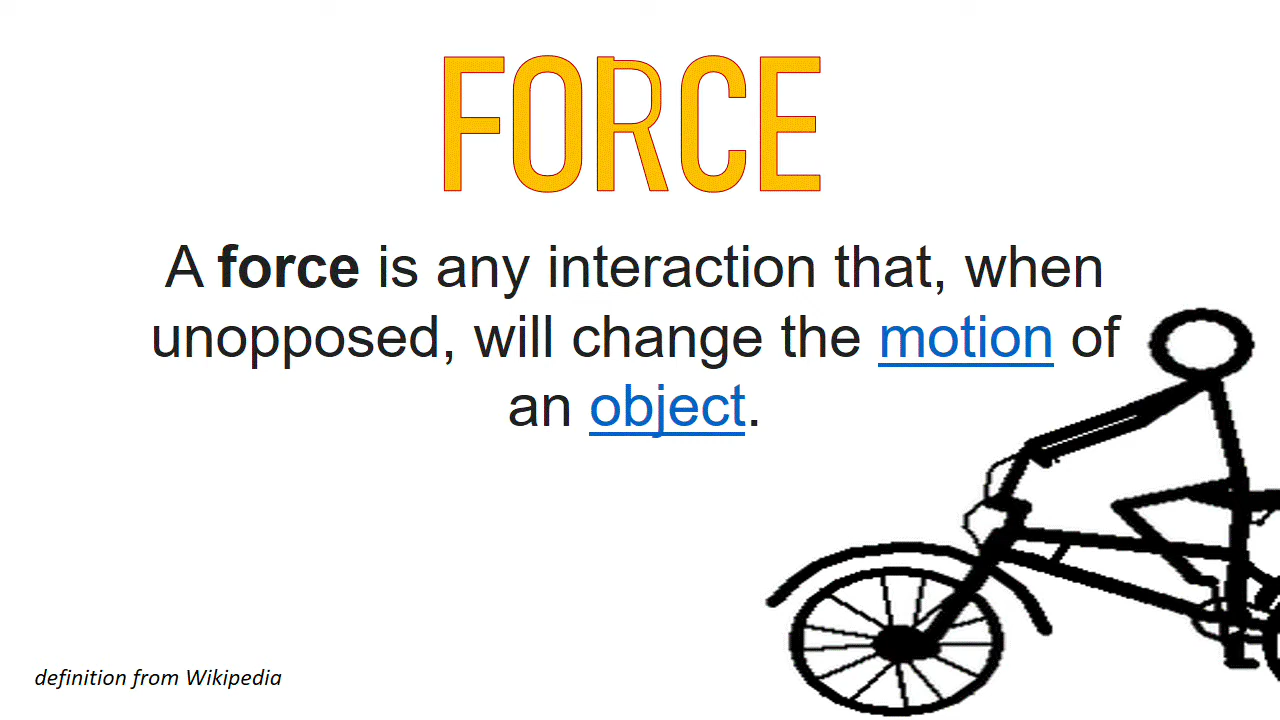 FORCE
A force is any interaction that, when
unopposed, will change the motion of
an object.
definition from Wikipedia